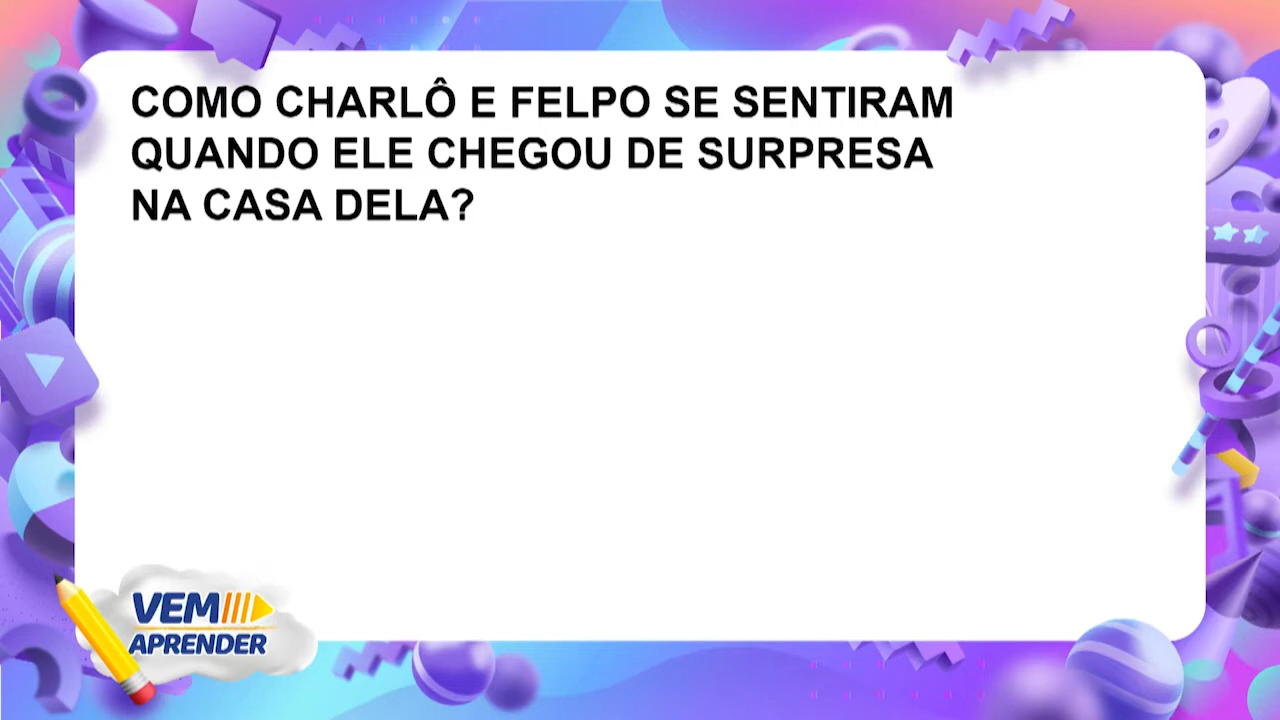 COMO CHARLÔ E FELPO SE SENTIRAM
QUANDO ELE CHEGOU DE SURPRESA
NA CASA DELA?
VEM
APRENDER